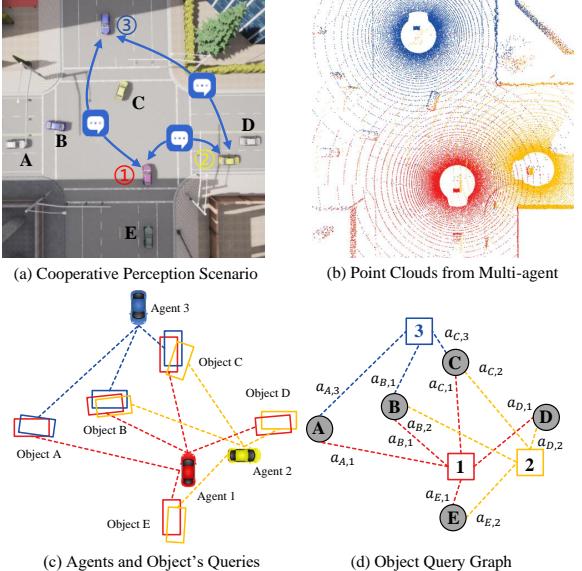 ③
C
B
D
A
①
②
E
(a) Cooperative Perception Scenario
(b) Point Clouds from Multi-agent
Agent 3
Object C
Object D
Object B
Object A
Agent 2
Agent 1
Object E
(c) Agents and Object's Queries
3
a_{C,3}
C
a_{C,2}
a_{A,3}
a_{B,1}
a_{C,1}
a_{D,1}
B
D
A
a_{B,2}
a_{B,1}
a_{D,2}
a_{A,1}
1
2
a_{E,1}
E
a_{E,2}
(d) Object Query Graph